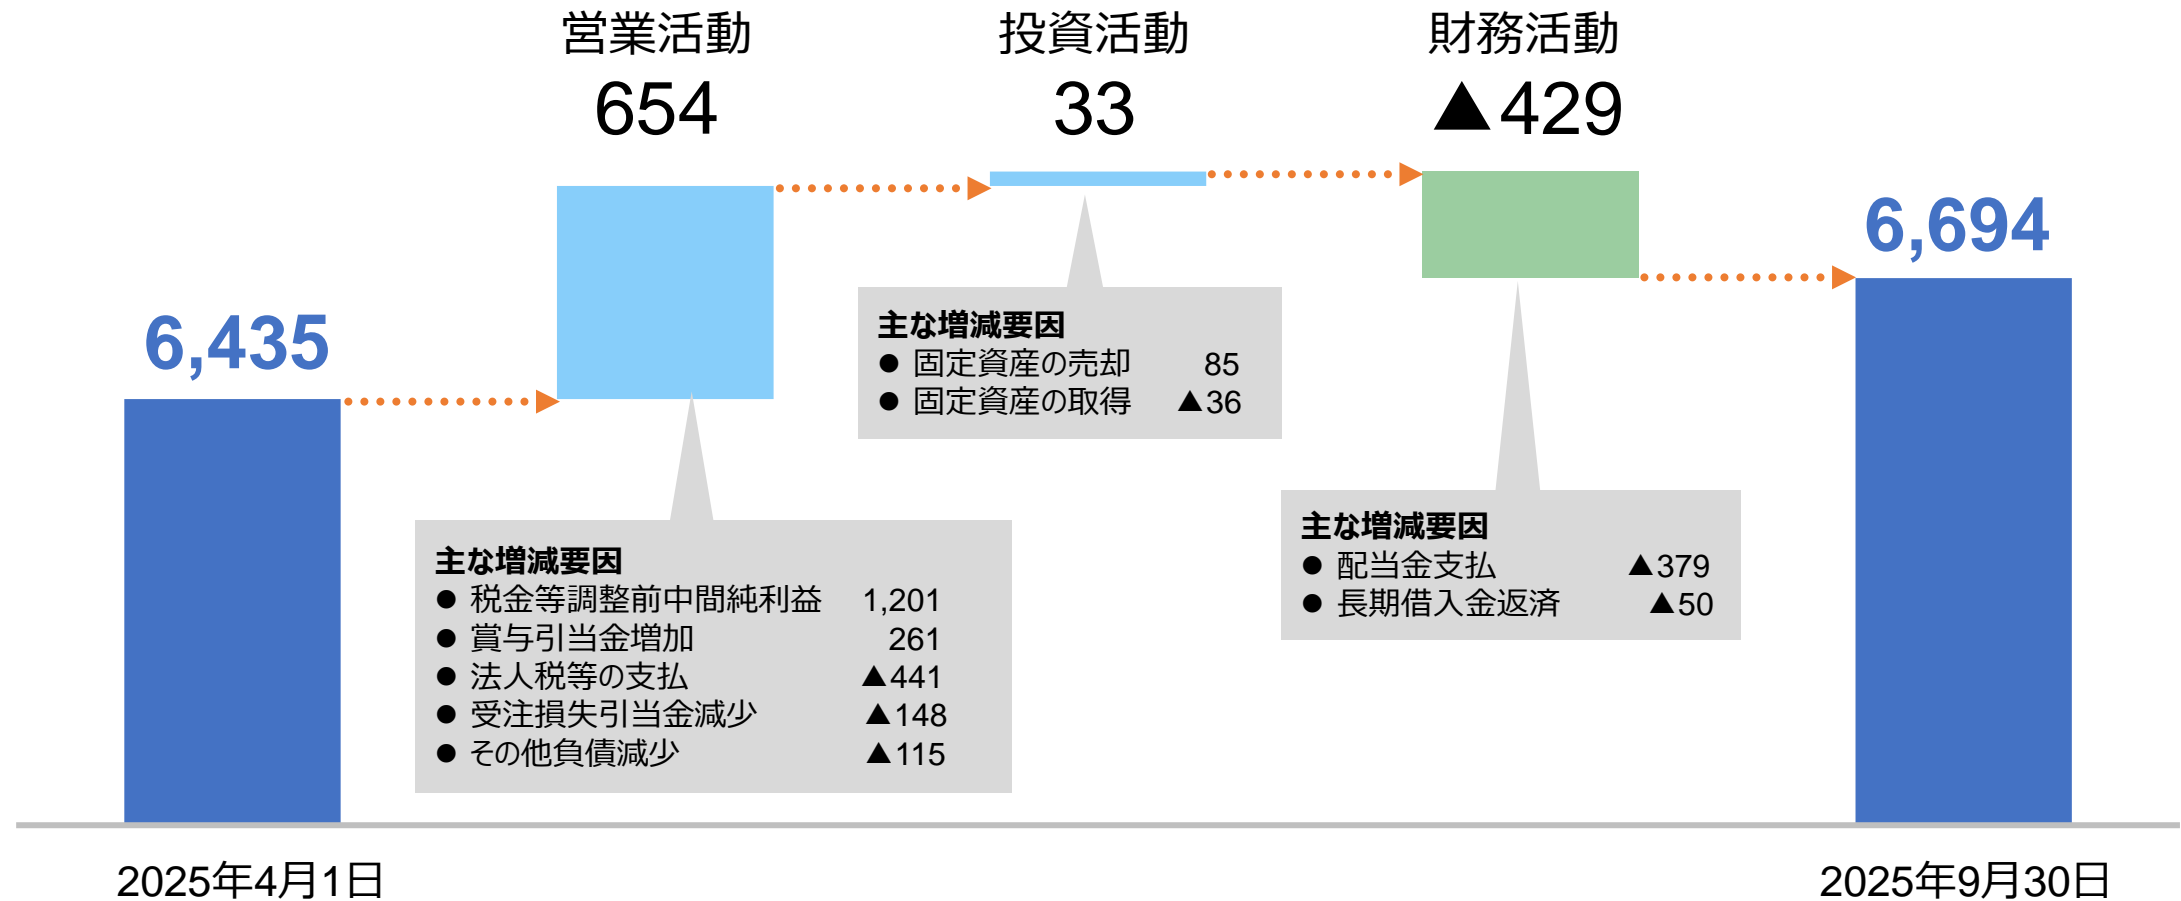 営業活動
654
投資活動
33
財務活動
▲429
6,435
6,694
主な増減要因
● 固定資産の売却 85
● 固定資産の取得 ▲36
主な増減要因
● 配当金支払 ▲379
● 長期借入金返済 ▲50
主な増減要因
● 税金等調整前中間純利益 1,201
● 賞与引当金増加 261
● 法人税等の支払 ▲441
● 受注損失引当金減少 ▲148
● その他負債減少 ▲115
2025年4月1日
2025年9月30日